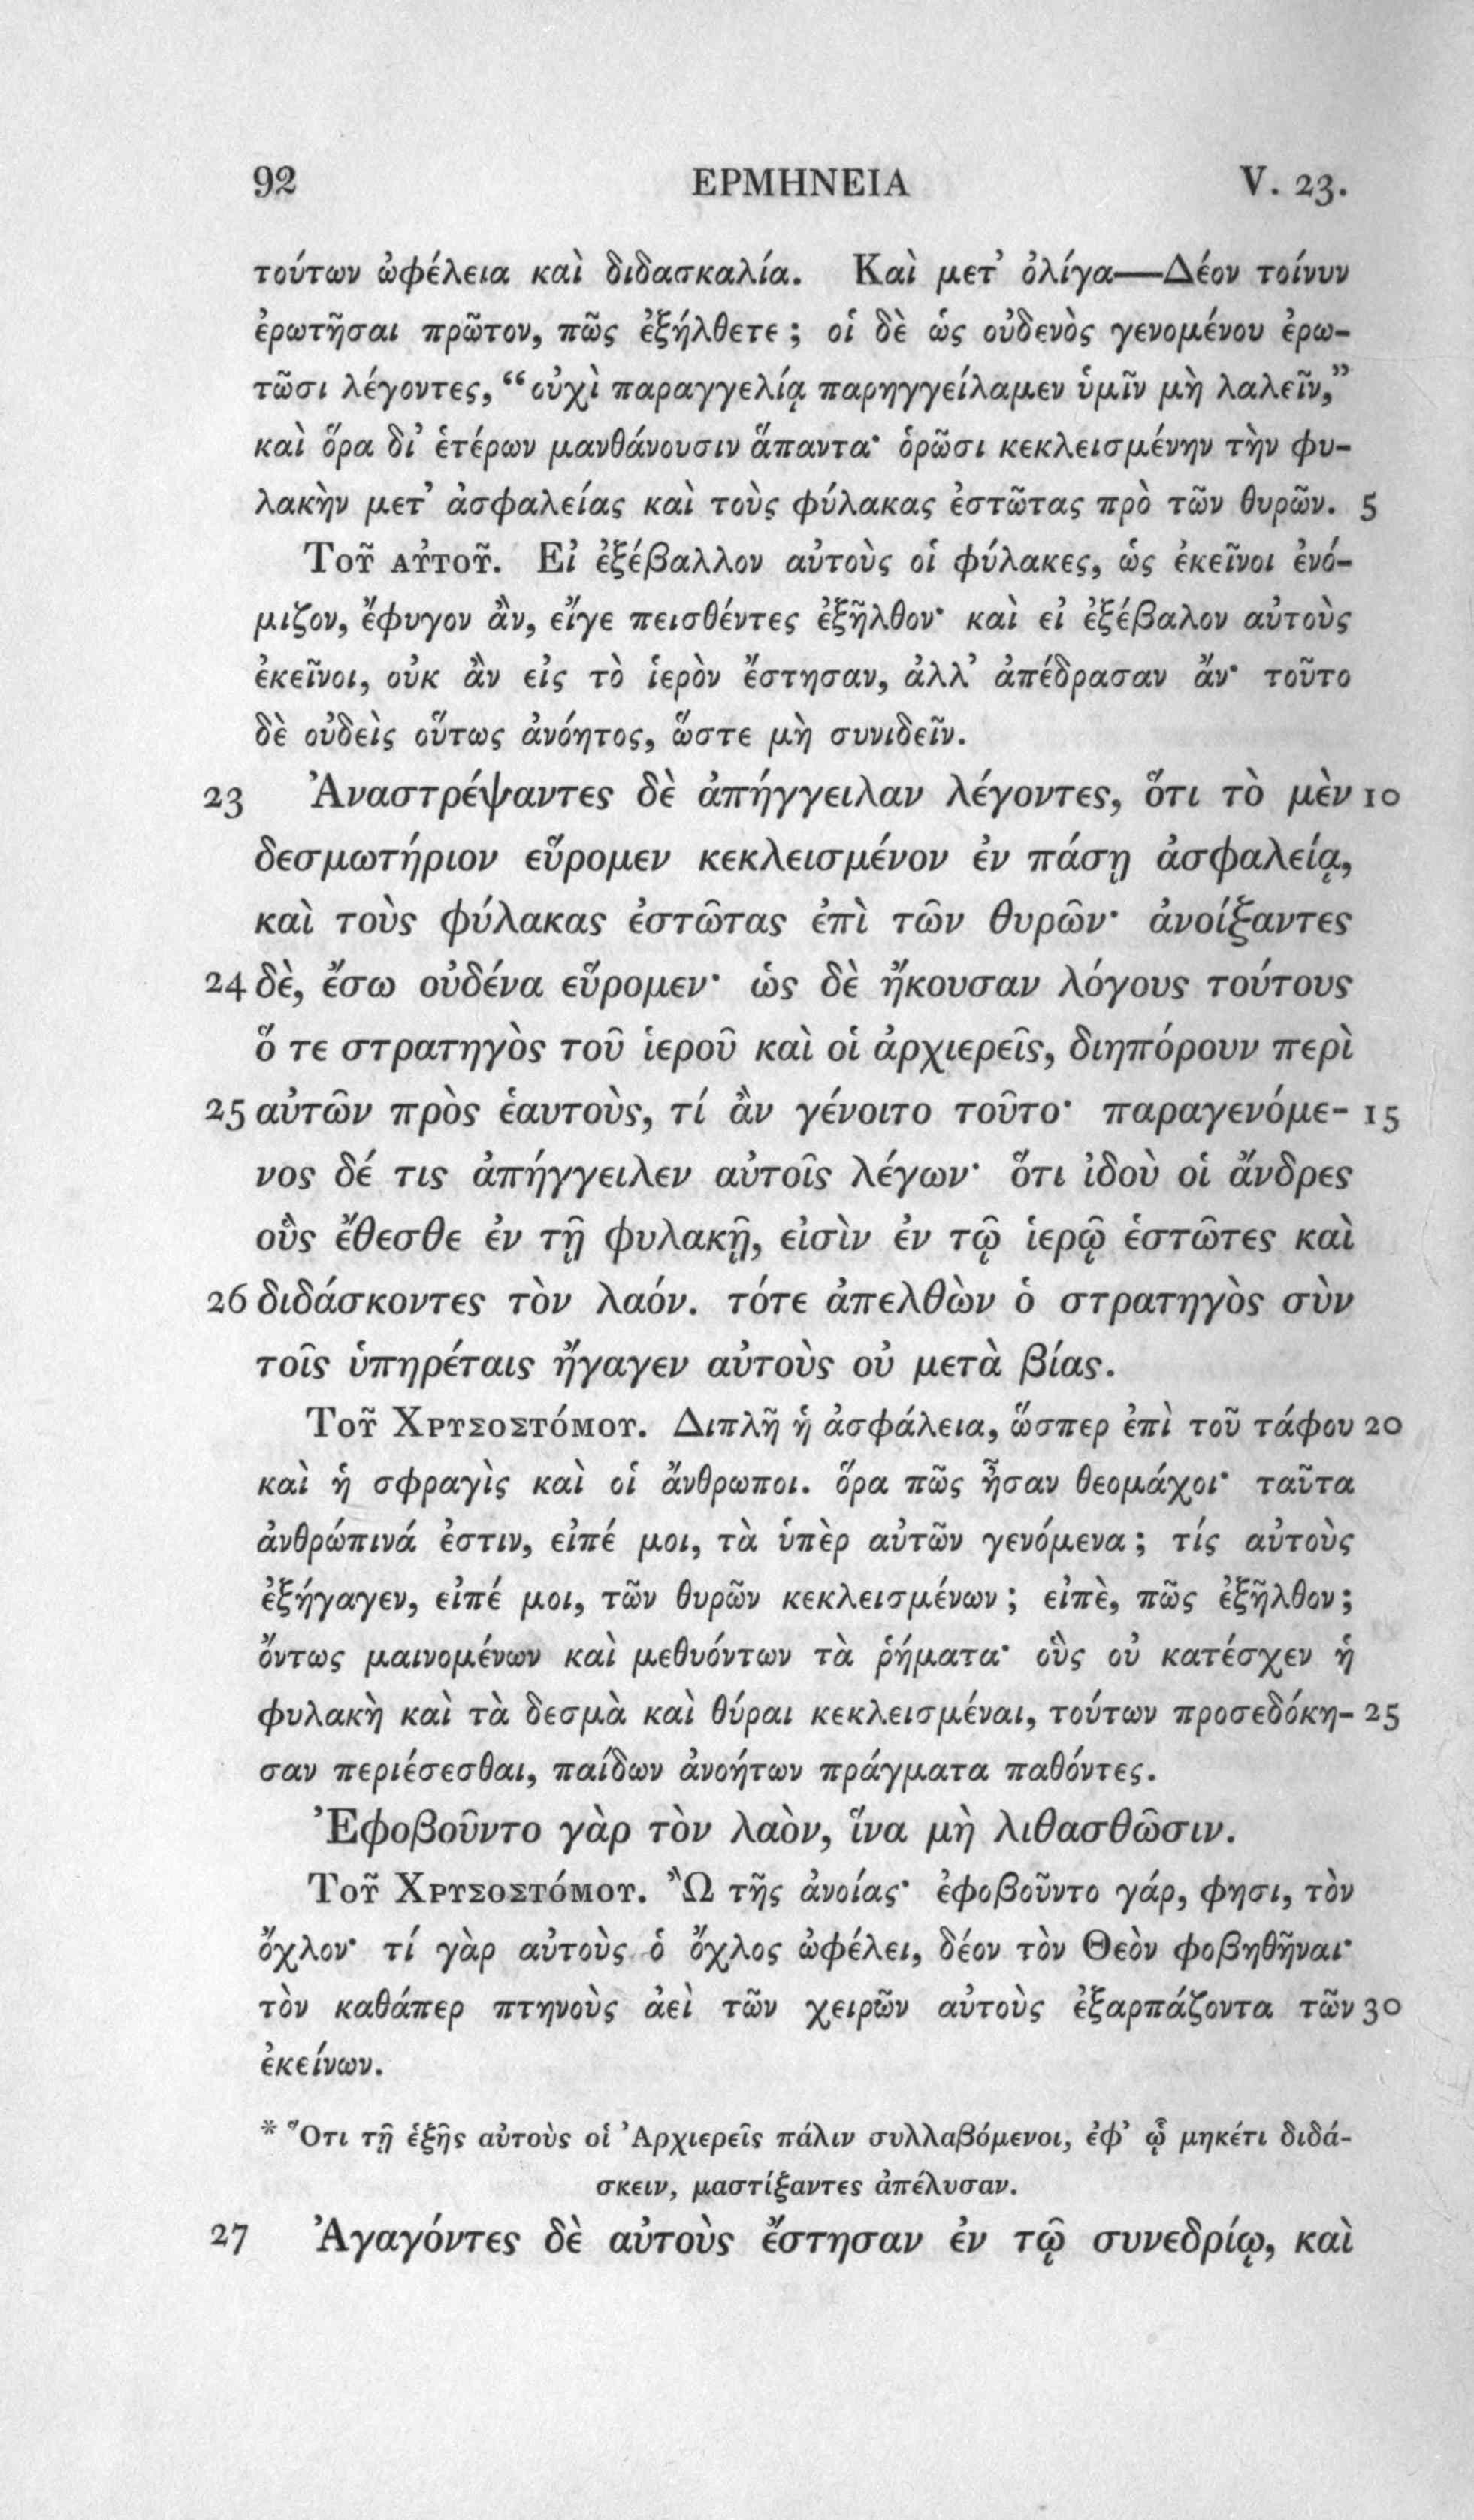 92 ΕΡΜΗΝΕΙΑ V. 23.
τούτων ὠφέλεια καὶ διδασκαλία. Καὶ μετ᾽ ὀλίγα—Δέον τοίνυν
ἐρωτῆσαι πρῶτον, πῶς ἐξήλθετε; οἱ δὲ ὡς οὐδενὸς γενομένου ἐρω-
τῶσι λέγοντες, “οὐχὶ παραγγελίᾳ παρηγγείλαμεν ὑμῖν μὴ λαλεῖν,”
καὶ ὅρα δι᾽ ἑτέρων μανθάνουσιν ἅπαντα· ὁρῶσι κεκλεισμένην τὴν φυ-
λακὴν μετ᾽ ἀσφαλείας καὶ τοὺς φύλακας ἐστῶτας πρὸ τῶν θυρῶν. 5
Τοῦ αὐτοῦ. Εἰ ἐξέβαλλον αὐτοὺς οἱ φύλακες, ὡς ἐκεῖνοι ἐνό-
μιζον, ἔφυγον ἂν, εἴγε πεισθέντες ἐξῆλθον· καὶ εἰ ἐξέβαλον αὐτοὺς
ἐκεῖνοι, οὐκ ἂν εἰς τὸ ἱερὸν ἔστησαν, ἀλλ᾽ ἀπέδρασαν ἄν· τοῦτο
δὲ οὐδεὶς οὕτως ἀνόητος, ὥστε μὴ συνιδεῖν.
23 Ἀναστρέψαντες δὲ ἀπήγγειλαν λέγοντες, ὅτι τὸ μὲν 10
δεσμωτήριον εὕρομεν κεκλεισμένον ἐν πάσῃ ἀσφαλείᾳ,
καὶ τοὺς φύλακας ἐστῶτας ἐπὶ τῶν θυρῶν· ἀνοίξαντες
24 δὲ, ἔσω οὐδένα εὕρομεν· ὡς δὲ ἤκουσαν λόγους τούτους
ὅ τε στρατηγὸς τοῦ ἱεροῦ καὶ οἱ ἀρχιερεῖς, διηπόρουν περὶ
25 αὐτῶν πρὸς ἑαυτοὺς, τί ἂν γένοιτο τοῦτο· παραγενόμε- 15
νος δέ τις ἀπήγγειλεν αὐτοῖς λέγων· ὅτι ἰδοὺ οἱ ἄνδρες
οὓς ἔθεσθε ἐν τῇ φυλακῇ, εἰσὶν ἐν τῷ ἱερῷ ἑστῶτες καὶ
26 διδάσκοντες τὸν λαόν. τότε ἀπελθὼν ὁ στρατηγὸς σὺν
τοῖς ὑπηρέταις ἤγαγεν αὐτοὺς οὐ μετὰ βίας.
Τοῦ Χρυσοστόμου. Διπλῆ ἡ ἀσφάλεια, ὥσπερ ἐπὶ τοῦ τάφου 20
καὶ ἡ σφραγὶς καὶ οἱ ἄνθρωποι. ὅρα πῶς ἦσαν θεομάχοι· ταῦτα
ἀνθρώπινά ἐστιν, εἰπέ μοι, τὰ ὑπὲρ αὐτῶν γενόμενα; τίς αὐτοὺς
ἐξήγαγεν, εἰπέ μοι, τῶν θυρῶν κεκλεισμένων; εἰπὲ, πῶς ἐξῆλθον;
ὄντως μαινομένων καὶ μεθυόντων τὰ ῥήματα· οὓς οὐ κατέσχεν ἡ
φυλακὴ καὶ τὰ δεσμὰ καὶ θύραι κεκλεισμέναι, τούτων προσεδόκη- 25
σαν περιέσεσθαι, παίδων ἀνοήτων πράγματα παθόντες.
Ἐφοβοῦντο γὰρ τὸν λαὸν, ἵνα μὴ λιθασθῶσιν.
Τοῦ Χρυσοστόμου. Ὢ τῆς ἀνοίας· ἐφοβοῦντο γάρ, φησι, τὸν
ὄχλον· τί γὰρ αὐτοὺς ὁ ὄχλος ὠφέλει, δέον τὸν Θεὸν φοβηθῆναι·
τὸν καθάπερ πτηνοὺς ἀεὶ τῶν χειρῶν αὐτοὺς ἐξαρπάζοντα τῶν 30
ἐκείνων.
* Ὅτι τῇ ἑξῆς αὐτοὺς οἱ Ἀρχιερεῖς πάλιν συλλαβόμενοι, ἐφ᾽ ᾧ μηκέτι διδά-
σκειν, μαστίξαντες ἀπέλυσαν.
27 Ἀγαγόντες δὲ αὐτοὺς ἔστησαν ἐν τῷ συνεδρίῳ, καὶ